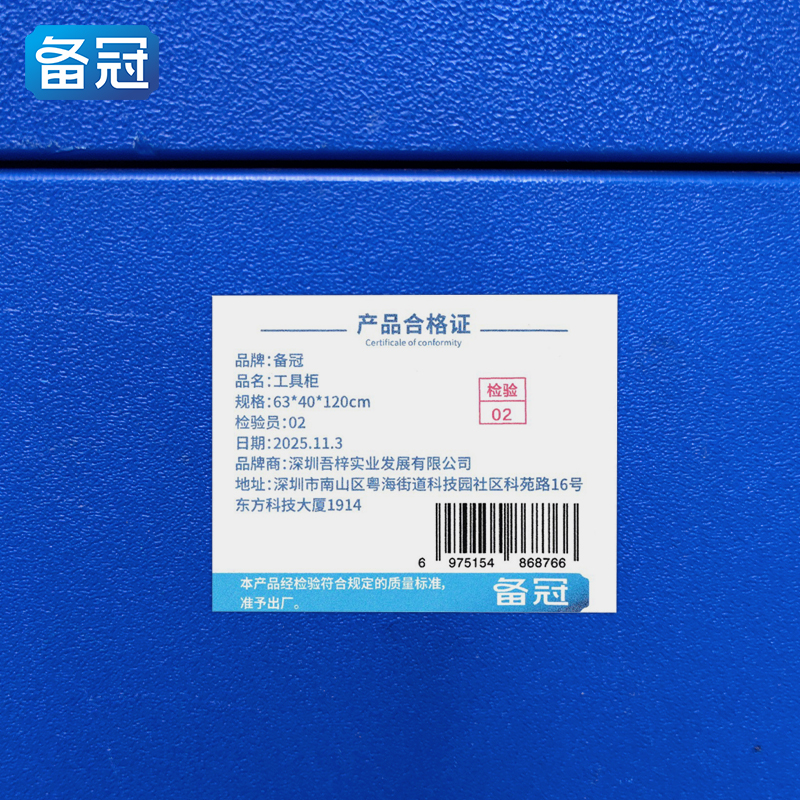 备冠
产品合格证
Certificale of conformity
品牌:备冠
品名:工具柜
规格:63*40*120cm
检验员:02
日期:2025.11.3
品牌商:深圳吾梓实业发展有限公司
地址:深圳市南山区粤海街道科技园社区科苑路16号
东方科技大厦1914
检验
02
6 975154 868766
本产品经检验符合规定的质量标准,
准予出厂。
备冠